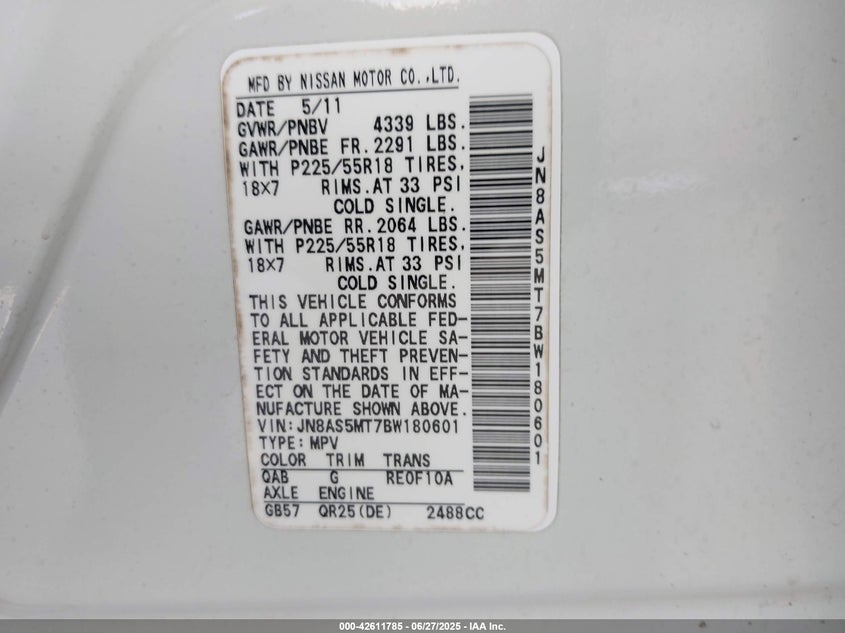 MFD BY NISSAN MOTOR CO.,LTD.
DATE 5/11
GVWR/PNBV 4339 LBS.
GAWR/PNBE FR.2291 LBS.
WITH P225/55R18 TIRES,
18X7 RIMS.AT 33 PSI
COLD SINGLE.
GAWR/PNBE RR.2064 LBS.
WITH P225/55R18 TIRES,
18X7 RIMS.AT 33 PSI
COLD SINGLE.
THIS VEHICLE CONFORMS
TO ALL APPLICABLE FED-
ERAL MOTOR VEHICLE SA-
FETY AND THEFT PREVEN-
TION STANDARDS IN EFF-
ECT ON THE DATE OF MA-
NUFACTURE SHOWN ABOVE.
VIN:JN8AS5MT7BW180601
TYPE:MPV
COLOR TRIM TRANS
QAB G RE0F10A
AXLE ENGINE
GB57 QR25(DE) 2488CC
JN8AS5MT7BW180601
000-42611785 - 06/27/2025 - IAA Inc.